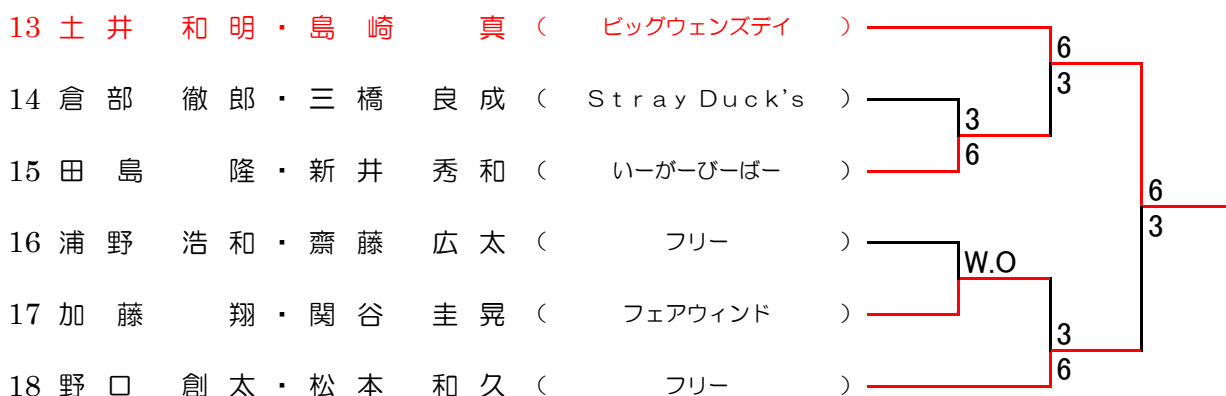 13 土井 和明・島崎 真 ( ビッグウェンズデイ )
6
3
14 倉部 徹郎・三橋 良成 ( Stray Duck's )
3
6
15 田島 隆・新井 秀和 ( いーがーびーばー )
6
3
16 浦野 浩和・齋藤 広太 ( フリー )
W.O
17 加藤 翔・関谷 圭晃 ( フェアウィンド )
3
6
18 野口 創太・松本 和久 ( フリー )